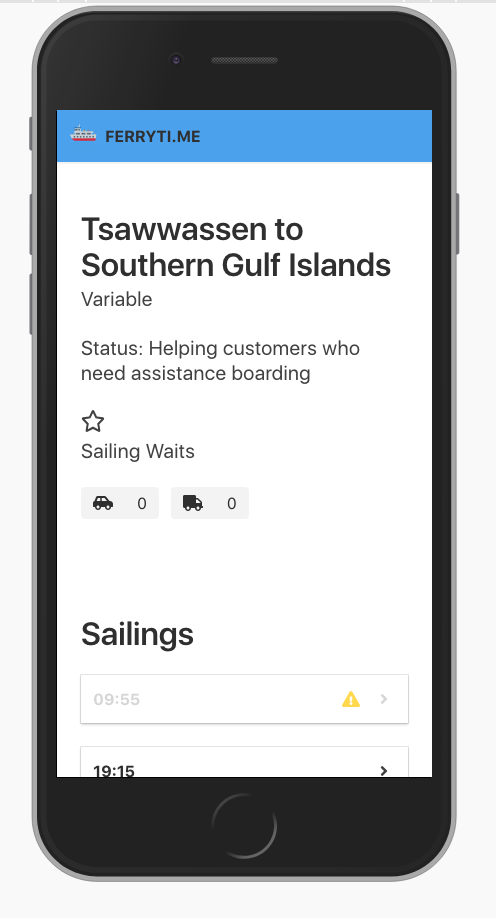 FERRYTI.ME
Tsawwassen to
Southern Gulf Islands
Variable
Status: Helping customers who
need assistance boarding
Sailing Waits
0
0
Sailings
09:55
19:15